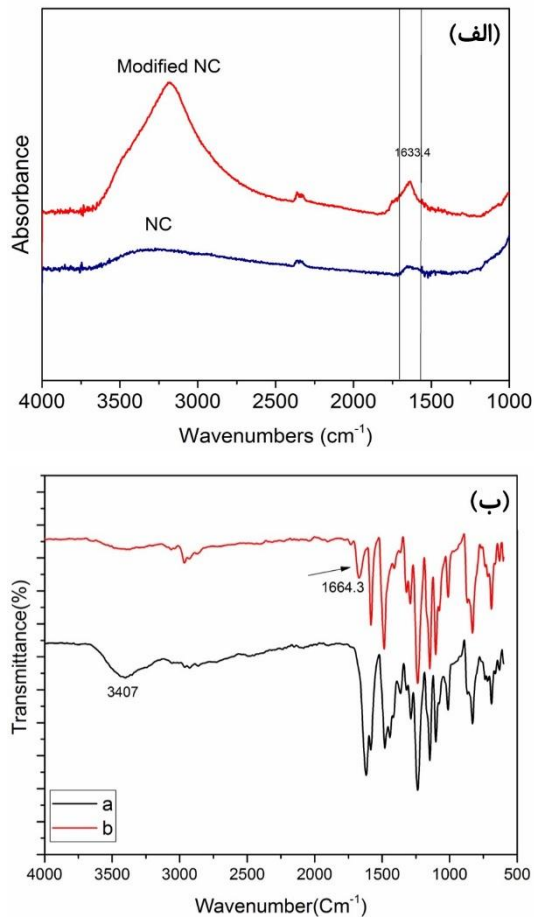 (الف)
Modified NC
1633.4
NC
Absorbance
4000 3500 3000 2500 2000 1500 1000
Wavenumbers (cm-1)
(ب)
1664.3
3407
Transmittance(%)
a
b
4000 3500 3000 2500 2000 1500 1000 500
Wavenumber(Cm-1)